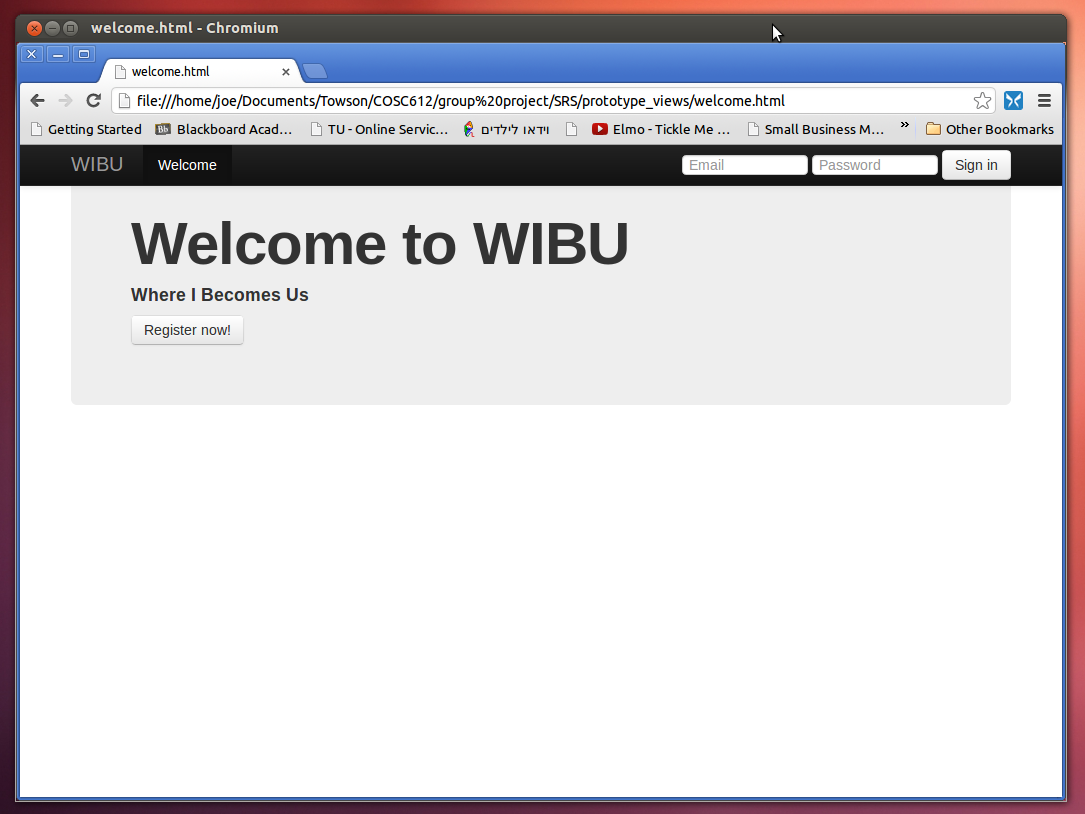 welcome.html - Chromium
welcome.html
file:///home/joe/Documents/Towson/COSC612/group%20project/SRS/prototype_views/welcome.html
Getting Started Bb Blackboard Acad... TU - Online Servic... וידאו לילדים Elmo - Tickle Me ... Small Business M... » Other Bookmarks
WIBU Welcome Email Password Sign in
Welcome to WIBU
Where I Becomes Us
Register now!